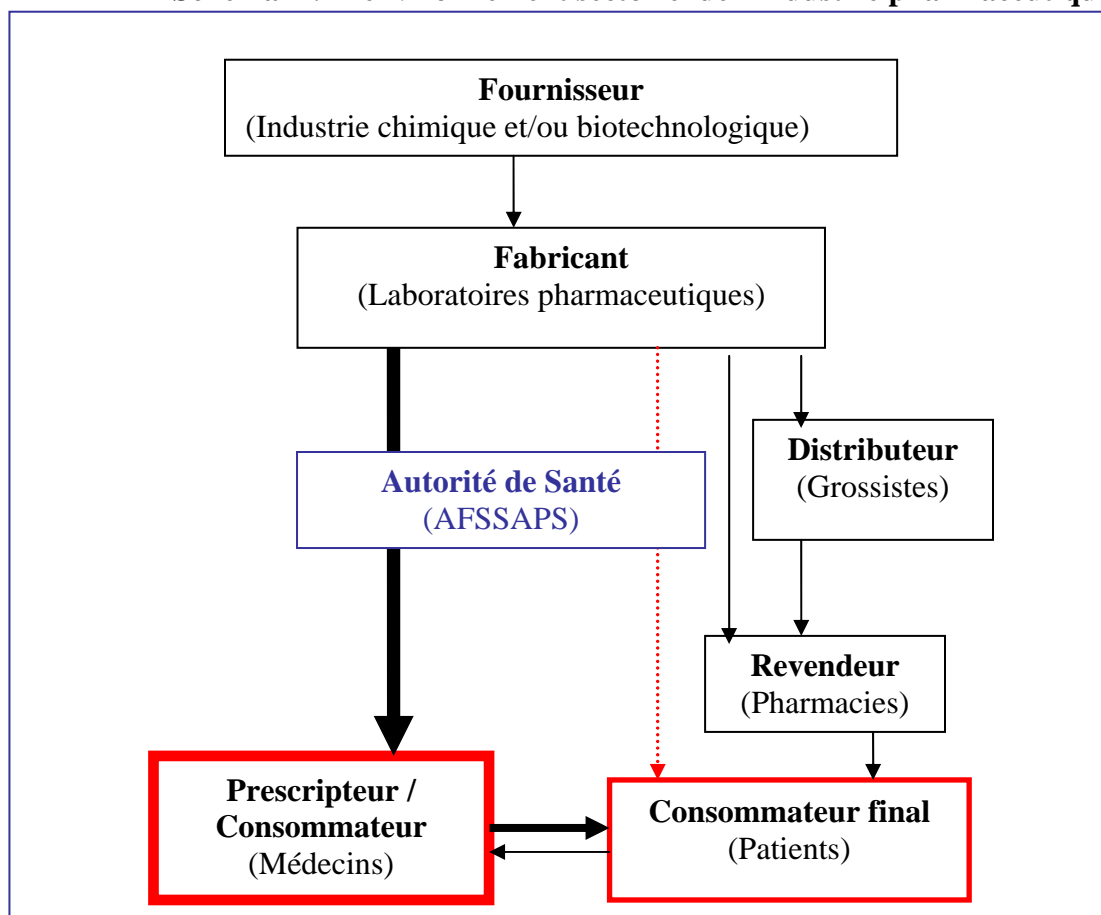 Fournisseur
(Industrie chimique et/ou biotechnologique)
Fabricant
(Laboratoires pharmaceutiques)
Autorité de Santé
(AFSSAPS)
Distributeur
(Grossistes)
Revendeur
(Pharmacies)
Prescripteur /
Consommateur
(Médecins)
Consommateur final
(Patients)